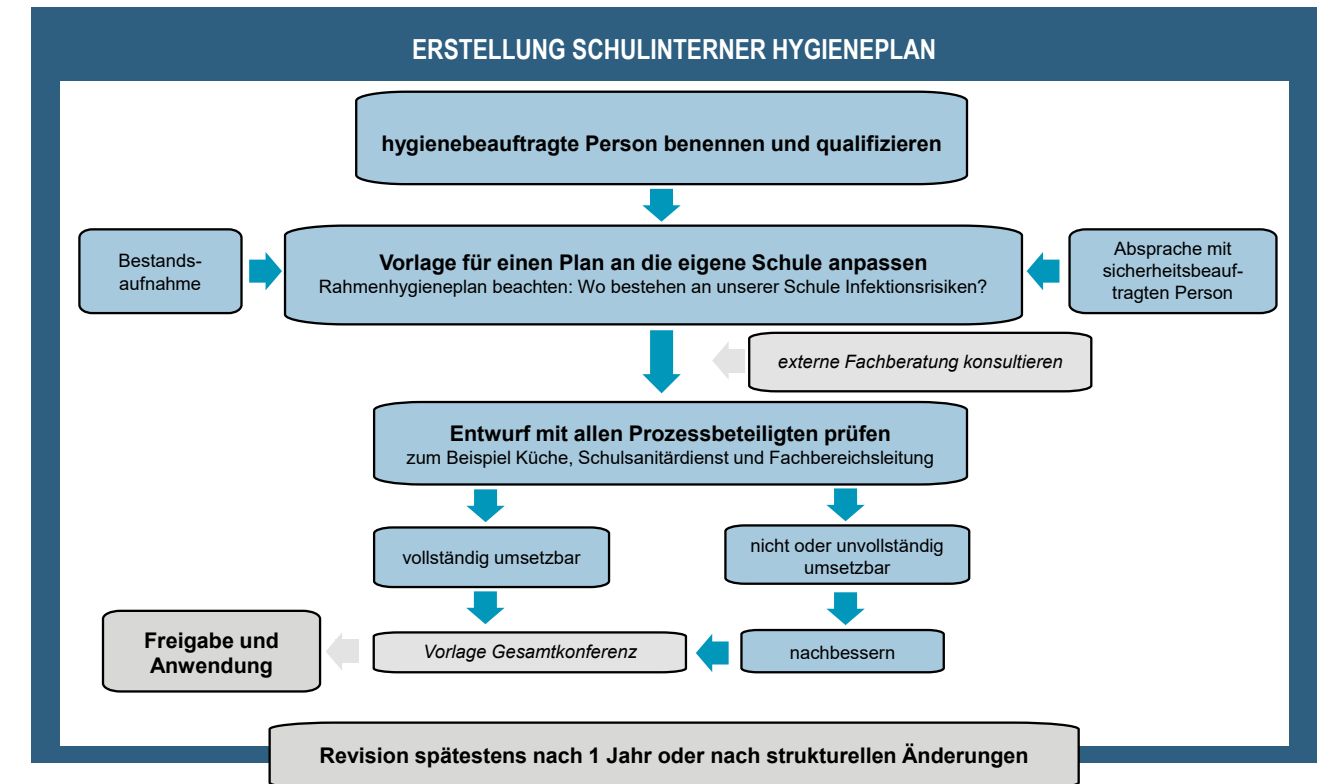 ERSTELLUNG SCHULINTERNER HYGIENEPLAN
hygienebeauftragte Person benennen und qualifizieren
Bestands-
aufnahme
Vorlage für einen Plan an die eigene Schule anpassen
Rahmenhygieneplan beachten: Wo bestehen an unserer Schule Infektionsrisiken?
Absprache mit
sicherheitsbeauf-
tragten Person
externe Fachberatung konsultieren
Entwurf mit allen Prozessbeteiligten prüfen
zum Beispiel Küche, Schulsanitärdienst und Fachbereichsleitung
vollständig umsetzbar
nicht oder unvollständig
umsetzbar
Freigabe und
Anwendung
Vorlage Gesamtkonferenz
nachbessern
Revision spätestens nach 1 Jahr oder nach strukturellen Änderungen